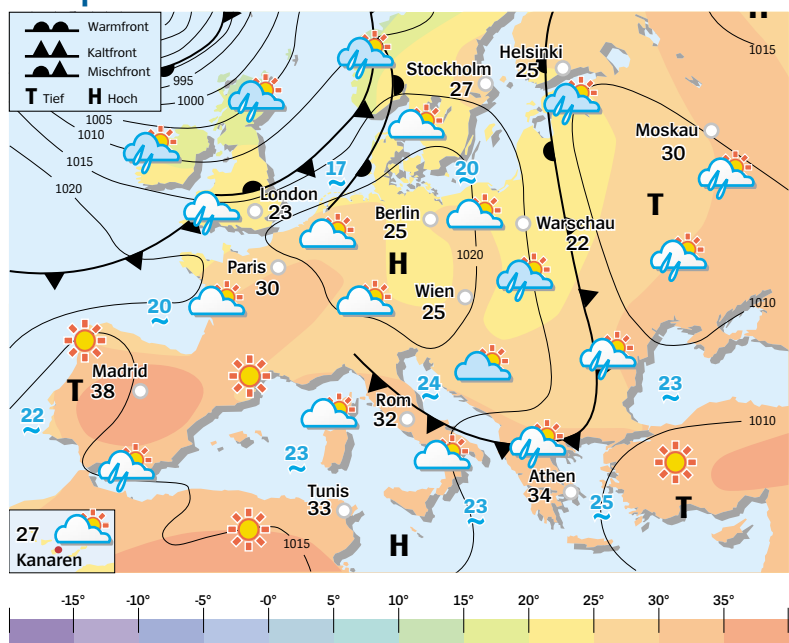 Warmfront
Kaltfront
Mischfront
T Tief H Hoch
H
1015
995
1000
1005
1010
1015
1020
Helsinki
25
Stockholm
27
Moskau
30
T
17
20
London
23
Berlin
25
Warschau
22
H
1020
Paris
30
Wien
25
1010
20
Madrid
38
T
22
24
23
Rom
32
1010
23
Athen
34
Tunis
33
23
25
T
H
1015
27
Kanaren
-15° -10° -5° -0° 5° 10° 15° 20° 25° 30° 35°